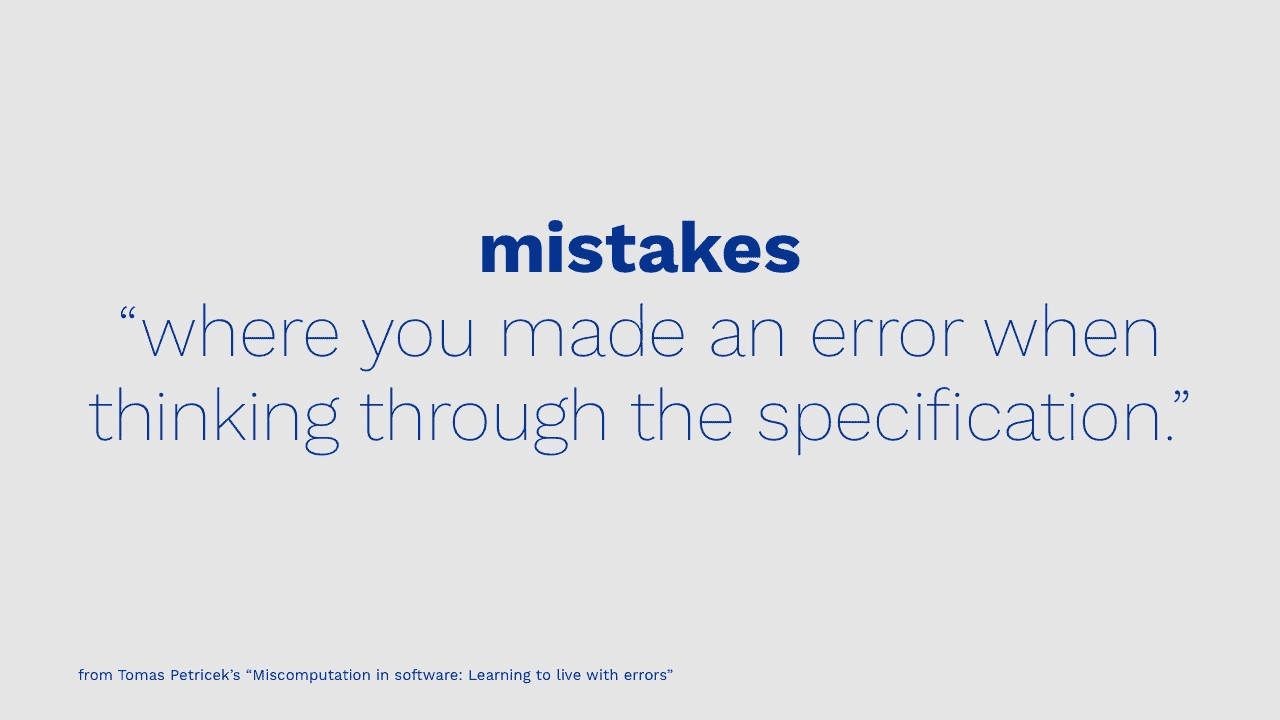 mistakes
“where you made an error when
thinking through the specification.”
from Tomas Petricek’s “Miscomputation in software: Learning to live with errors”